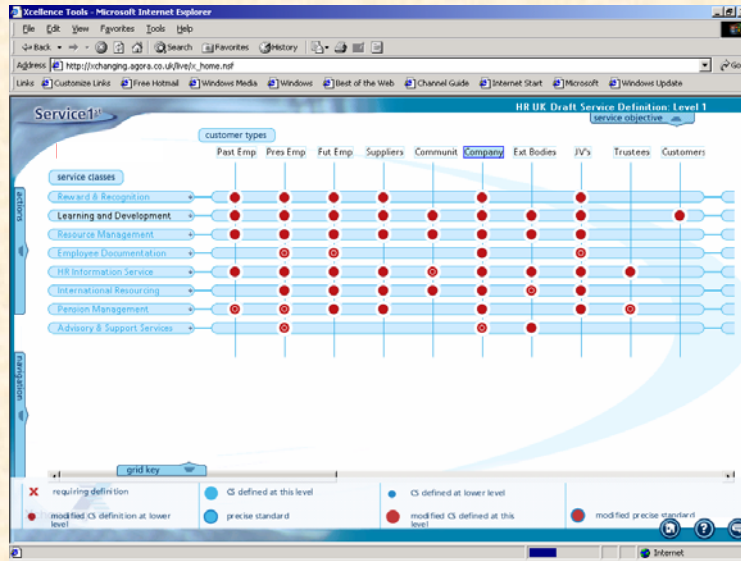 Xcellence Tools - Microsoft Internet Explorer
File Edit View Favorites Tools Help
Back Search Favorites History
Address http://xchanging.agora.co.uk/live/x_home.nsf Go
Links Customize Links Free Hotmail Windows Media Windows Best of the Web Channel Guide Internet Start Microsoft Windows Update
HR UK Draft Service Definition: Level 1
Service1st
service objective
customer types
Past Emp Pres Emp Fut Emp Suppliers Communit Company Ext Bodies JV's Trustees Customers
service classes
actions
Reward & Recognition
Learning and Development
Resource Management
Employee Documentation
HR Information Service
International Resourcing
Pension Management
Advisory & Support Services
navigation
grid key
requiring definition CS defined at this level CS defined at lower level
modified CS definition at lower level precise standard modified CS defined at this level modified precise standard
Internet